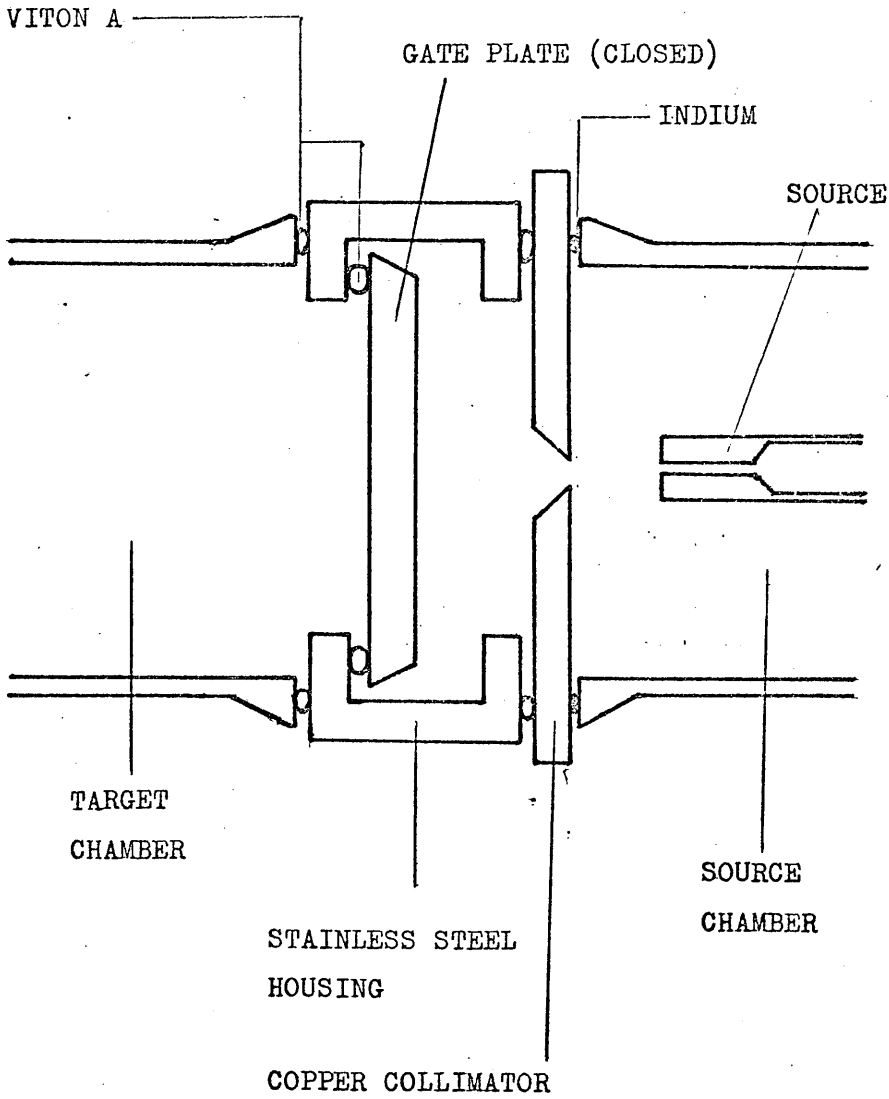 VITON A
GATE PLATE (CLOSED)
INDIUM
SOURCE
TARGET
CHAMBER
SOURCE
CHAMBER
STAINLESS STEEL
HOUSING
COPPER COLLIMATOR